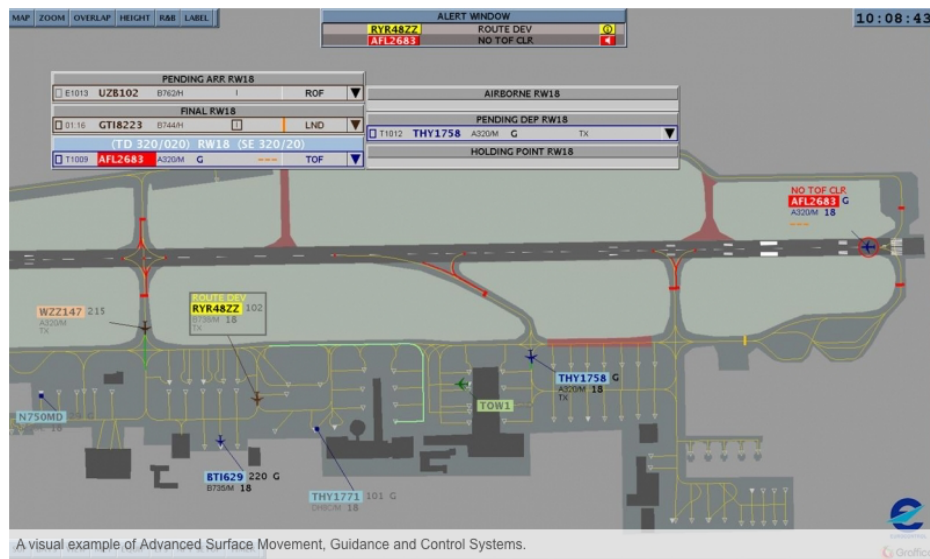 MAP ZOOM OVERLAP HEIGHT R&B LABEL
ALERT WINDOW
RYR48ZZ ROUTE DEV
AFL2683 NO TOF CLR
10:08:43
PENDING ARR RW18
E1013 UZB102 B762/H I ROF
FINAL RW18
01:16 GTI8223 B744/H LND
(TD 320/020) RW18 (SE 320/20)
T1009 AFL2683 A320/M G --- TOF
AIRBORNE RW18
PENDING DEP RW18
T1012 THY1758 A320/M G TX
HOLDING POINT RW18
NO TOF CLR
AFL2683 G
A320/M 18
---
WZZ147 215
A320/M
TX
ROUTE DEV
RYR48ZZ 102
B738/M 18
TX
THY1758 G
A320/M 18
TX
TOW1
N750MD
18
BTI629 220 G
B735/M 18
THY1771 101 G
DH8C/M 18
EUROCONTROL
A visual example of Advanced Surface Movement, Guidance and Control Systems.
Groflice